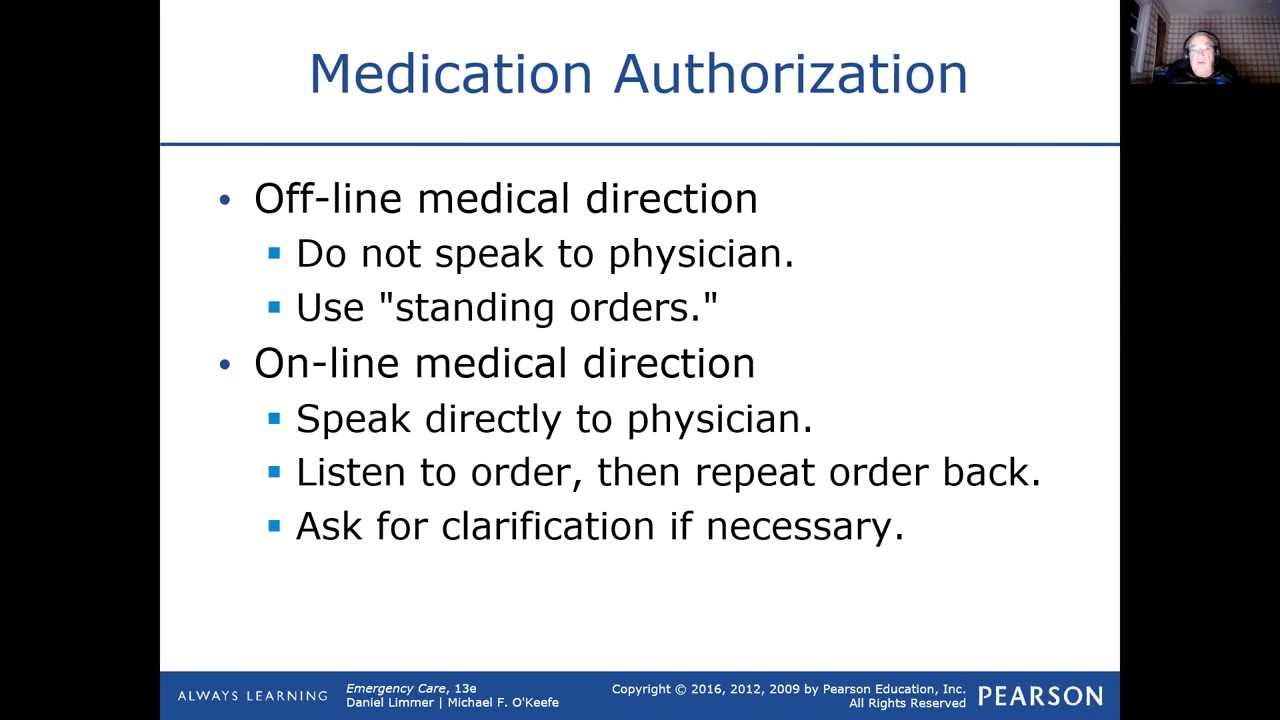 Medication Authorization
• Off-line medical direction
▪ Do not speak to physician.
▪ Use "standing orders."
• On-line medical direction
▪ Speak directly to physician.
▪ Listen to order, then repeat order back.
▪ Ask for clarification if necessary.
ALWAYS LEARNING
Emergency Care, 13e
Daniel Limmer | Michael F. O'Keefe
Copyright © 2016, 2012, 2009 by Pearson Education, Inc.
All Rights Reserved
PEARSON